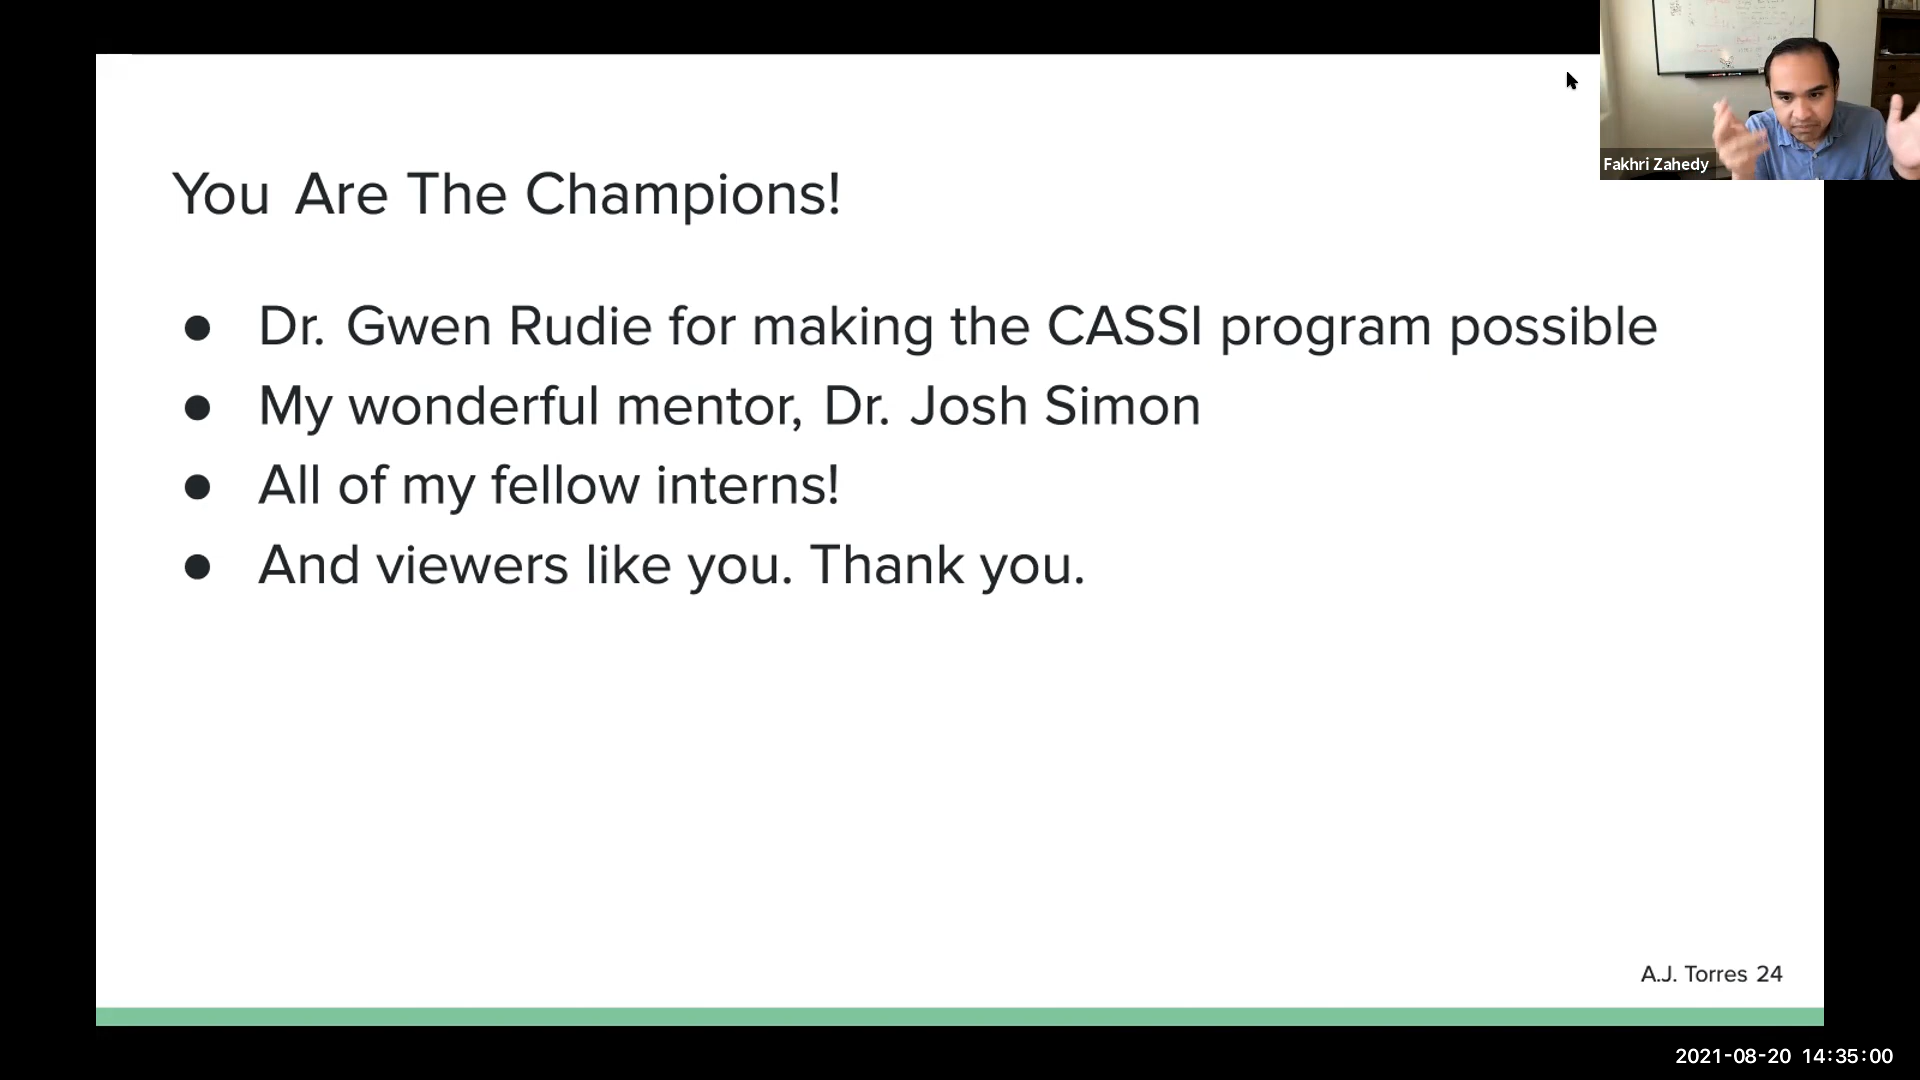 Fakhri Zahedy
You Are The Champions!
● Dr. Gwen Rudie for making the CASSI program possible
● My wonderful mentor, Dr. Josh Simon
● All of my fellow interns!
● And viewers like you. Thank you.
A.J. Torres 24
2021-08-20 14:35:00